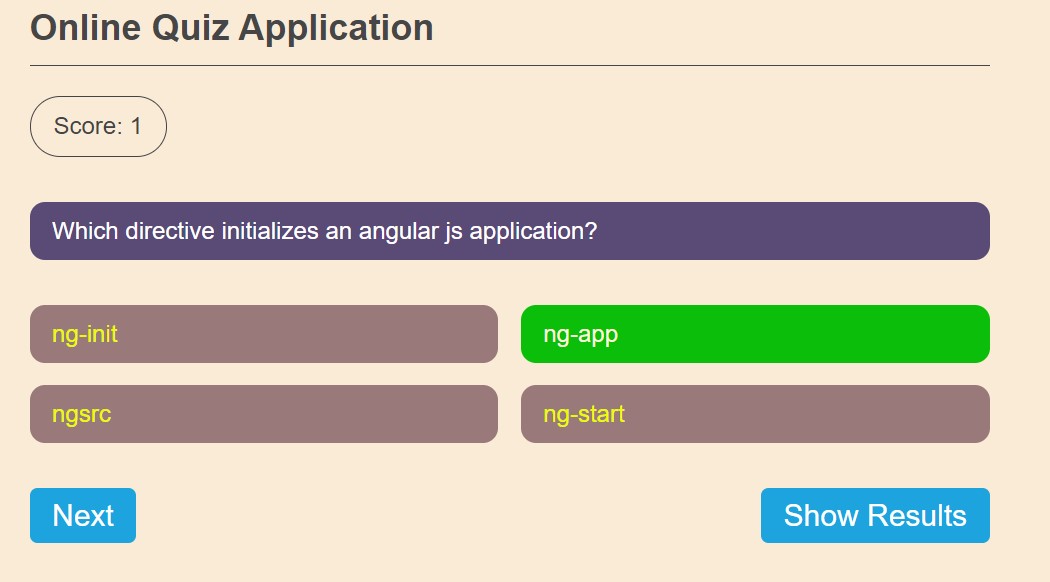 Online Quiz Application
Score: 1
Which directive initializes an angular js application?
ng-init
ng-app
ngsrc
ng-start
Next
Show Results